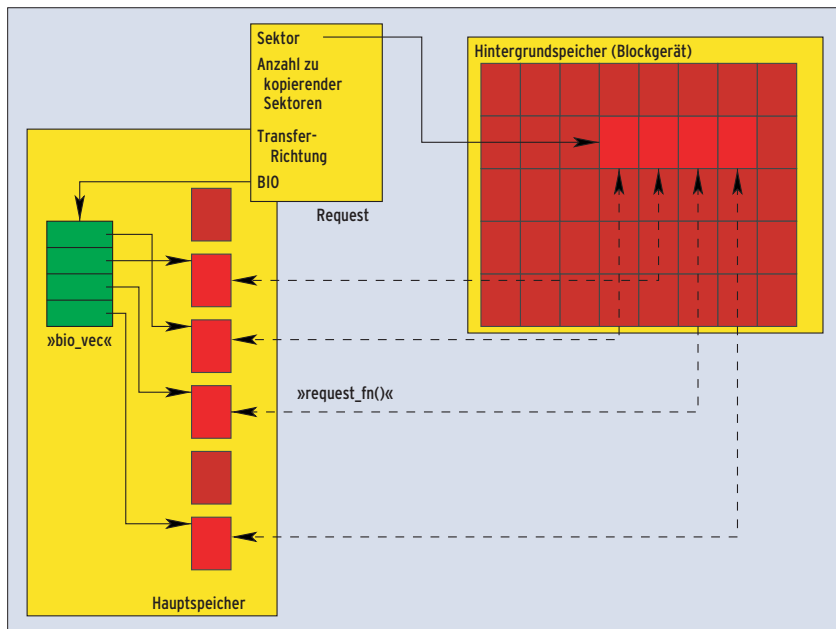 Sektor
Anzahl zu
kopierender
Sektoren
Transfer-
Richtung
BIO
Request
Hintergrundspeicher (Blockgerät)
»bio_vec«
»request_fn()«
Hauptspeicher